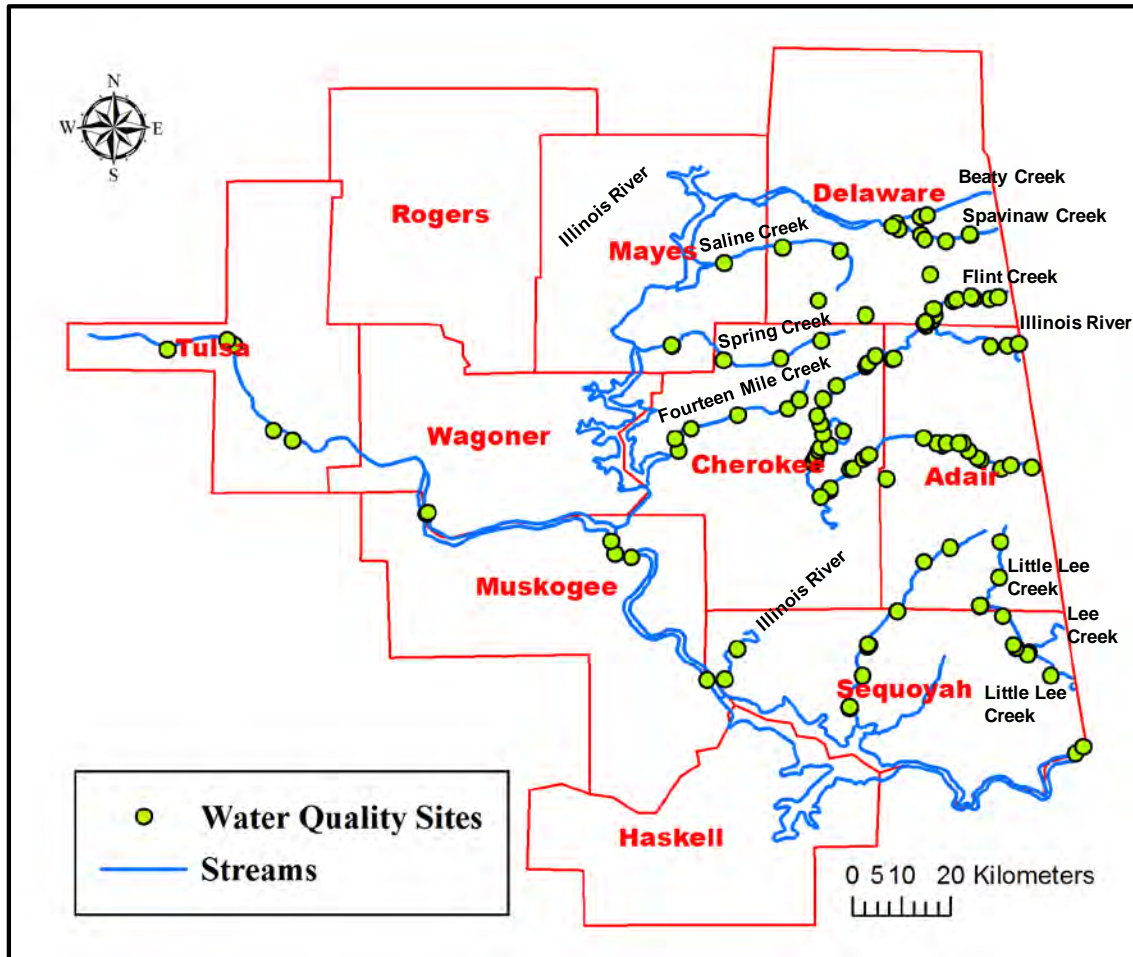 N
W E
S
Illinois River
Rogers
Mayes
Delaware
Beaty Creek
Spavinaw Creek
Saline Creek
Flint Creek
Illinois River
Spring Creek
Tulsa
Fourteen Mile Creek
Wagoner
Cherokee
Adair
Muskogee
Illinois River
Little Lee
Creek
Lee
Creek
Sequoyah
Little Lee
Creek
Haskell
Water Quality Sites
Streams
0 5 10 20 Kilometers